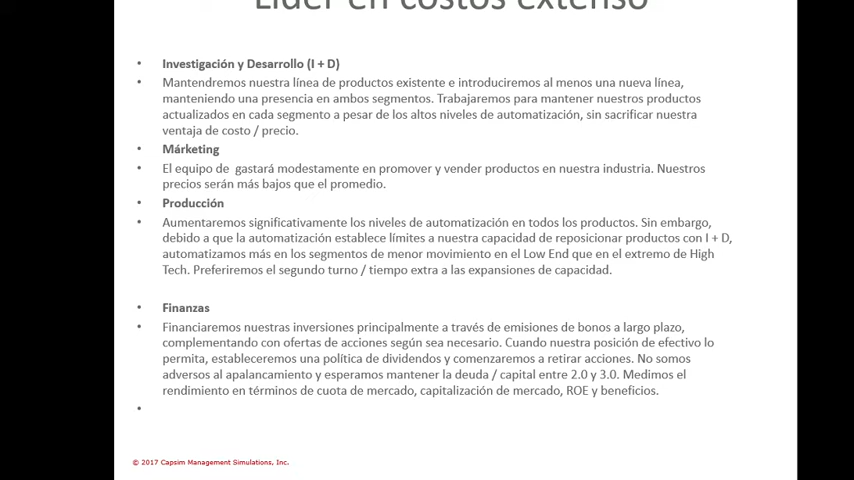 Líder en costos extenso
• Investigación y Desarrollo (I + D)
• Mantendremos nuestra línea de productos existente e introduciremos al menos una nueva línea,
manteniendo una presencia en ambos segmentos. Trabajaremos para mantener nuestros productos
actualizados en cada segmento a pesar de los altos niveles de automatización, sin sacrificar nuestra
ventaja de costo / precio.
• Márketing
• El equipo de  gastará modestamente en promover y vender productos en nuestra industria. Nuestros
precios serán más bajos que el promedio.
• Producción
• Aumentaremos significativamente los niveles de automatización en todos los productos. Sin embargo,
debido a que la automatización establece límites a nuestra capacidad de reposicionar productos con I + D,
automatizamos más en los segmentos de menor movimiento en el Low End que en el extremo de High
Tech. Preferiremos el segundo turno / tiempo extra a las expansiones de capacidad.
• Finanzas
• Financiaremos nuestras inversiones principalmente a través de emisiones de bonos a largo plazo,
complementando con ofertas de acciones según sea necesario. Cuando nuestra posición de efectivo lo
permita, estableceremos una política de dividendos y comenzaremos a retirar acciones. No somos
adversos al apalancamiento y esperamos mantener la deuda / capital entre 2.0 y 3.0. Medimos el
rendimiento en términos de cuota de mercado, capitalización de mercado, ROE y beneficios.
•
© 2017 Capsim Management Simulations, Inc.